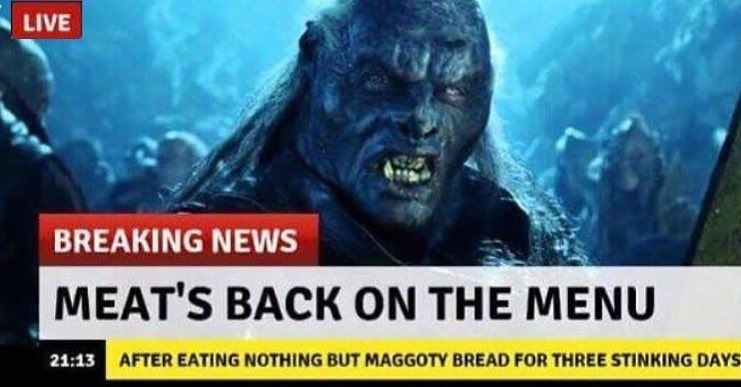 LIVE
BREAKING NEWS
MEAT'S BACK ON THE MENU
21:13 AFTER EATING NOTHING BUT MAGGOTY BREAD FOR THREE STINKING DAYS